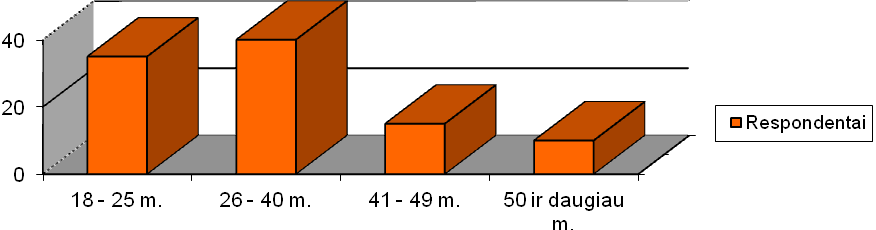 40
20
0
18 - 25 m.
26 - 40 m.
41 - 49 m.
50 ir daugiau
m.
Respondentai